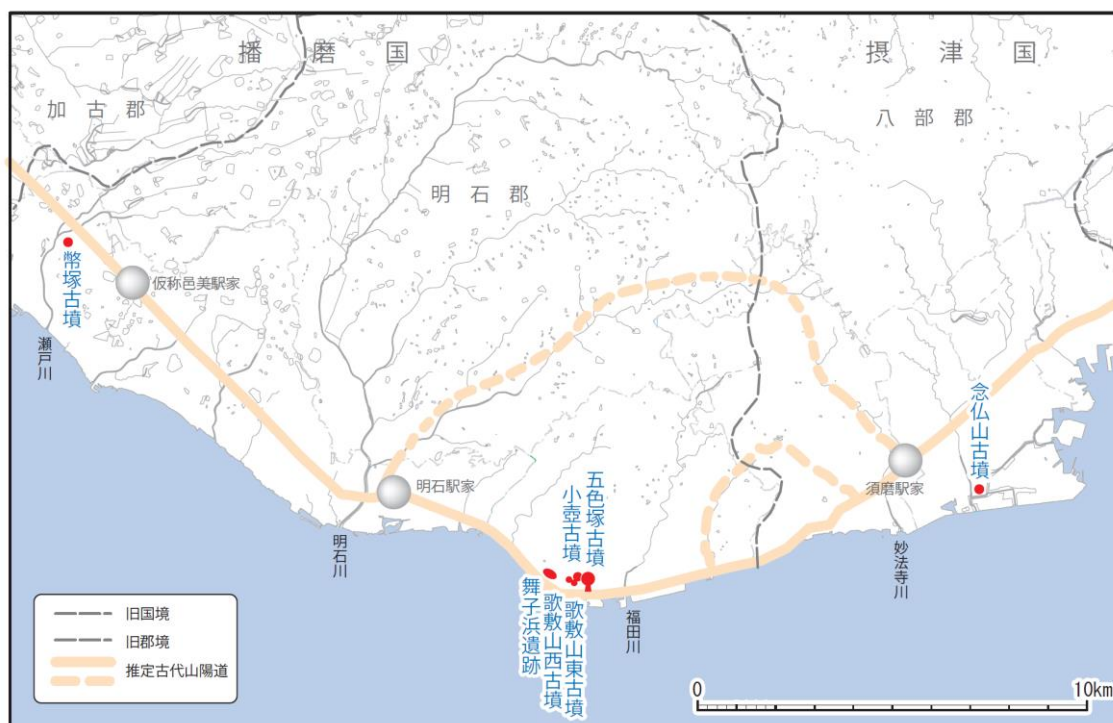 播磨国
摂津国
加古郡
八部郡
明石郡
幣塚古墳
仮称邑美駅家
瀬戸川
明石駅家
明石川
五色塚古墳
小壺古墳
舞子浜遺跡
歌敷山西古墳
歌敷山東古墳
福田川
須磨駅家
念仏山古墳
妙法寺川
旧国境
旧郡境
推定古代山陽道
0
10km